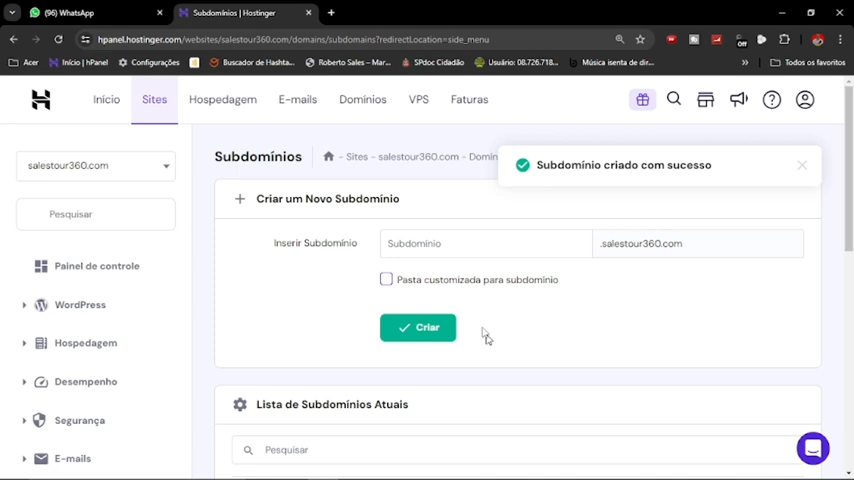 (96) WhatsApp
Subdomínios | Hostinger
hpanel.hostinger.com/websites/salestour360.com/domains/subdomains?redirectLocation=side_menu
off
Acer
Início | hPanel
Configurações
Buscador de Hashta...
Roberto Sales – Mar...
SPdoc Cidadão
Usuário: 08.726.718...
Música isenta de dir...
»
Todos os favoritos
Início
Sites
Hospedagem
E-mails
Domínios
VPS
Faturas
salestour360.com
Subdomínios
- Sites - salestour360.com - Domín
Subdomínio criado com sucesso
Pesquisar
+ Criar um Novo Subdomínio
Inserir Subdomínio
Subdomínio
.salestour360.com
Painel de controle
Pasta customizada para subdomínio
WordPress
Criar
Hospedagem
Desempenho
Lista de Subdomínios Atuais
Segurança
Pesquisar
E-mails